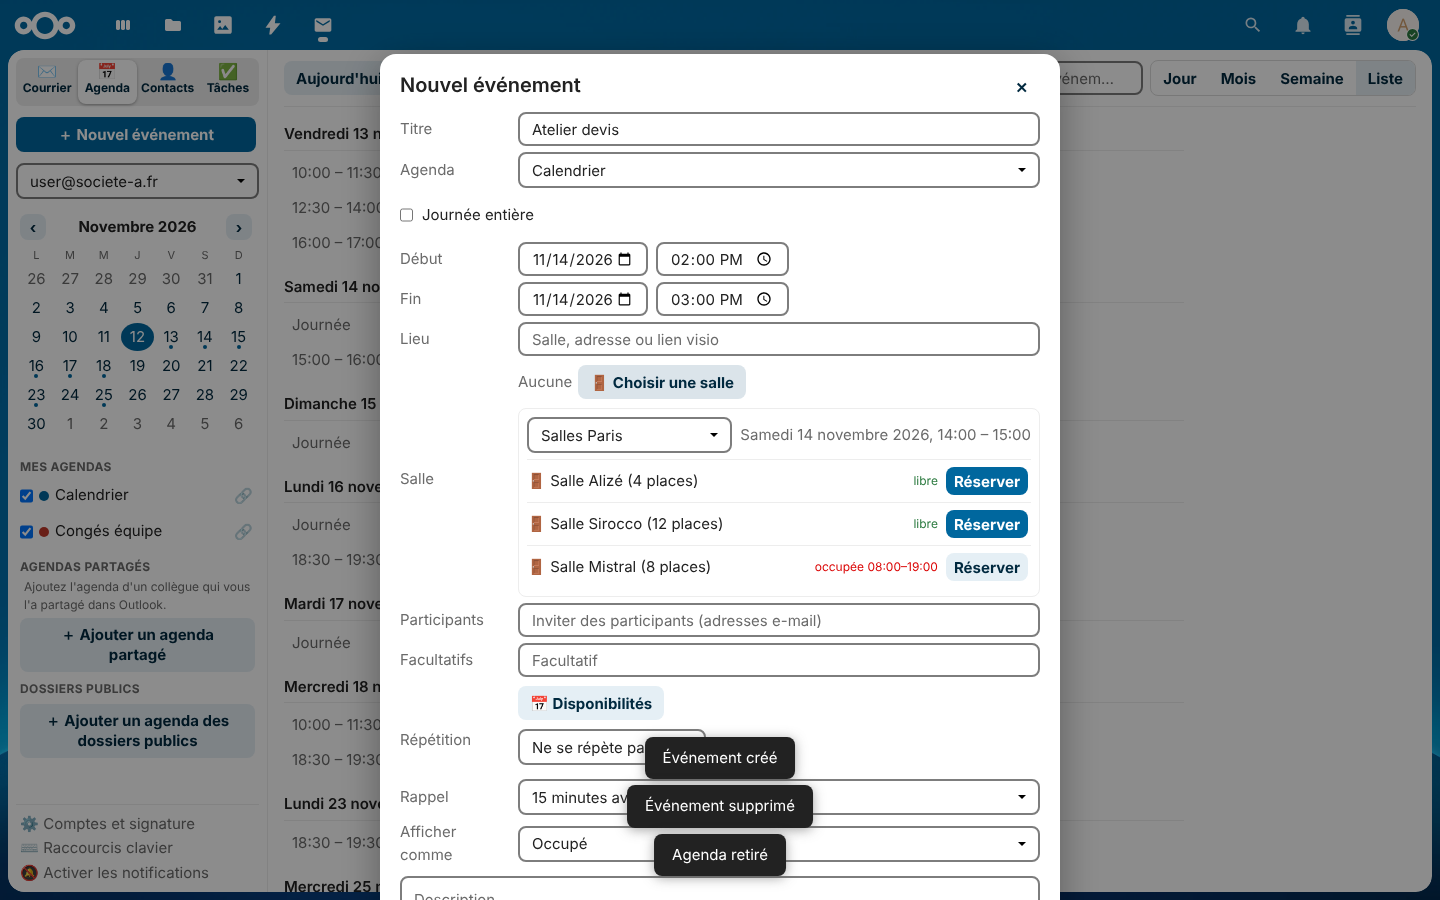 Courrier
Agenda
Contacts
Tâches
+ Nouvel événement
user@societe-a.fr
‹ Novembre 2026 ›
L M M J V S D
26 27 28 29 30 31 1
2 3 4 5 6 7 8
9 10 11 12 13 14 15
16 17 18 19 20 21 22
23 24 25 26 27 28 29
30 1 2 3 4 5 6
MES AGENDAS
Calendrier
Congés équipe
AGENDAS PARTAGÉS
Ajoutez l'agenda d'un collègue qui vous
l'a partagé dans Outlook.
+ Ajouter un agenda
partagé
DOSSIERS PUBLICS
+ Ajouter un agenda des
dossiers publics
Comptes et signature
Raccourcis clavier
Activer les notifications
A
Aujourd'hui
Jour Mois Semaine Liste
Vendredi 13
10:00 – 11:30
12:30 – 14:00
16:00 – 17:00
Samedi 14
Journée
15:00 – 16:00
Dimanche 15
Journée
Lundi 16
Journée
18:30 – 19:30
Mardi 17
Journée
Mercredi 18
10:00 – 11:30
18:30 – 19:30
Lundi 23
18:30 – 19:30
Mercredi 25
Nouvel événement
×
Titre
Atelier devis
Agenda
Calendrier
Journée entière
Début
11/14/2026 02:00 PM
Fin
11/14/2026 03:00 PM
Lieu
Salle, adresse ou lien visio
Salle
Aucune Choisir une salle
Salles Paris Samedi 14 novembre 2026, 14:00 – 15:00
Salle Alizé (4 places) libre Réserver
Salle Sirocco (12 places) libre Réserver
Salle Mistral (8 places) occupée 08:00–19:00 Réserver
Participants
Inviter des participants (adresses e-mail)
Facultatifs
Facultatif
Disponibilités
Répétition
Ne se répète
Rappel
15 minutes
Afficher
comme
Occupé
Description
Événement créé
Événement supprimé
Agenda retiré